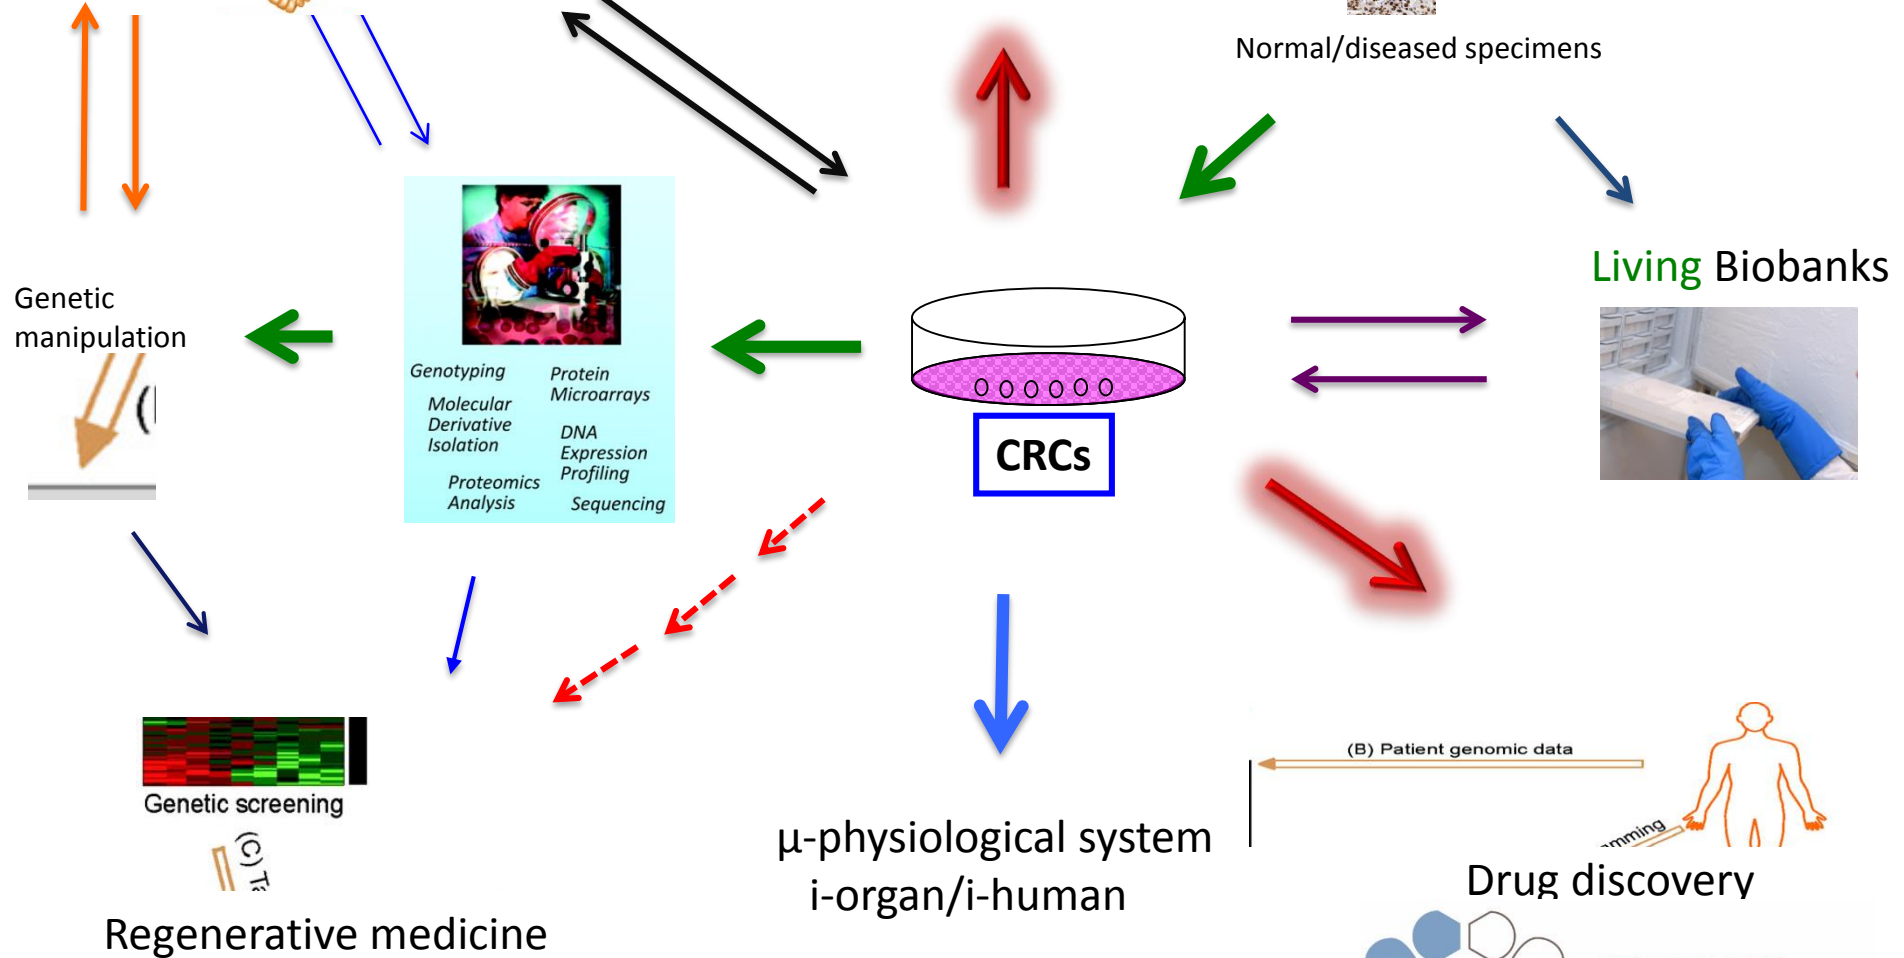 Normal/diseased specimens
Living Biobanks
Genetic
manipulation
(
Genotyping
Protein
Microarrays
Molecular
Derivative
Isolation
DNA
Expression
Profiling
Proteomics
Analysis
Sequencing
CRCs
(B) Patient genomic data
Genetic screening
(C)
μ-physiological system
i-organ/i-human
Drug discovery
Regenerative medicine